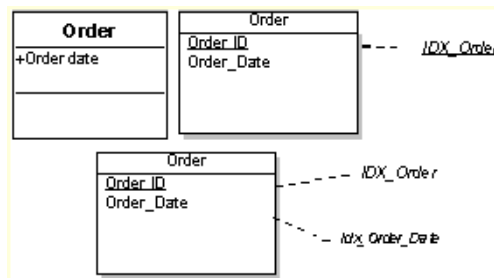 Order
+Order date
Order
Order ID
Order_Date
IDX_Order
Order
Order ID
Order_Date
IDX_Order
Idx_Order_Date